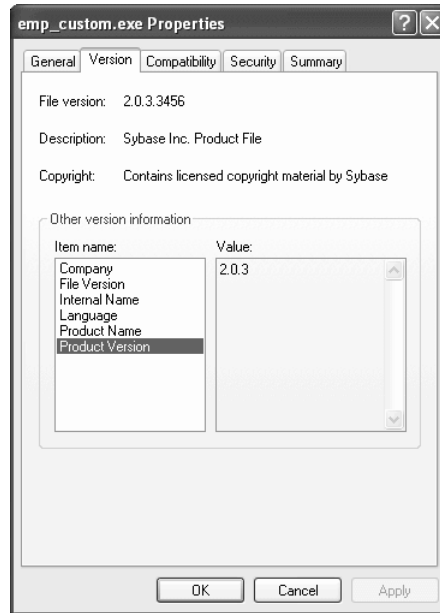 emp_custom.exe Properties
General Version Compatibility Security Summary
File version: 2.0.3.3456
Description: Sybase Inc. Product File
Copyright: Contains licensed copyright material by Sybase
Other version information
Item name: Value:
Company 2.0.3
File Version
Internal Name
Language
Product Name
Product Version
OK Cancel Apply